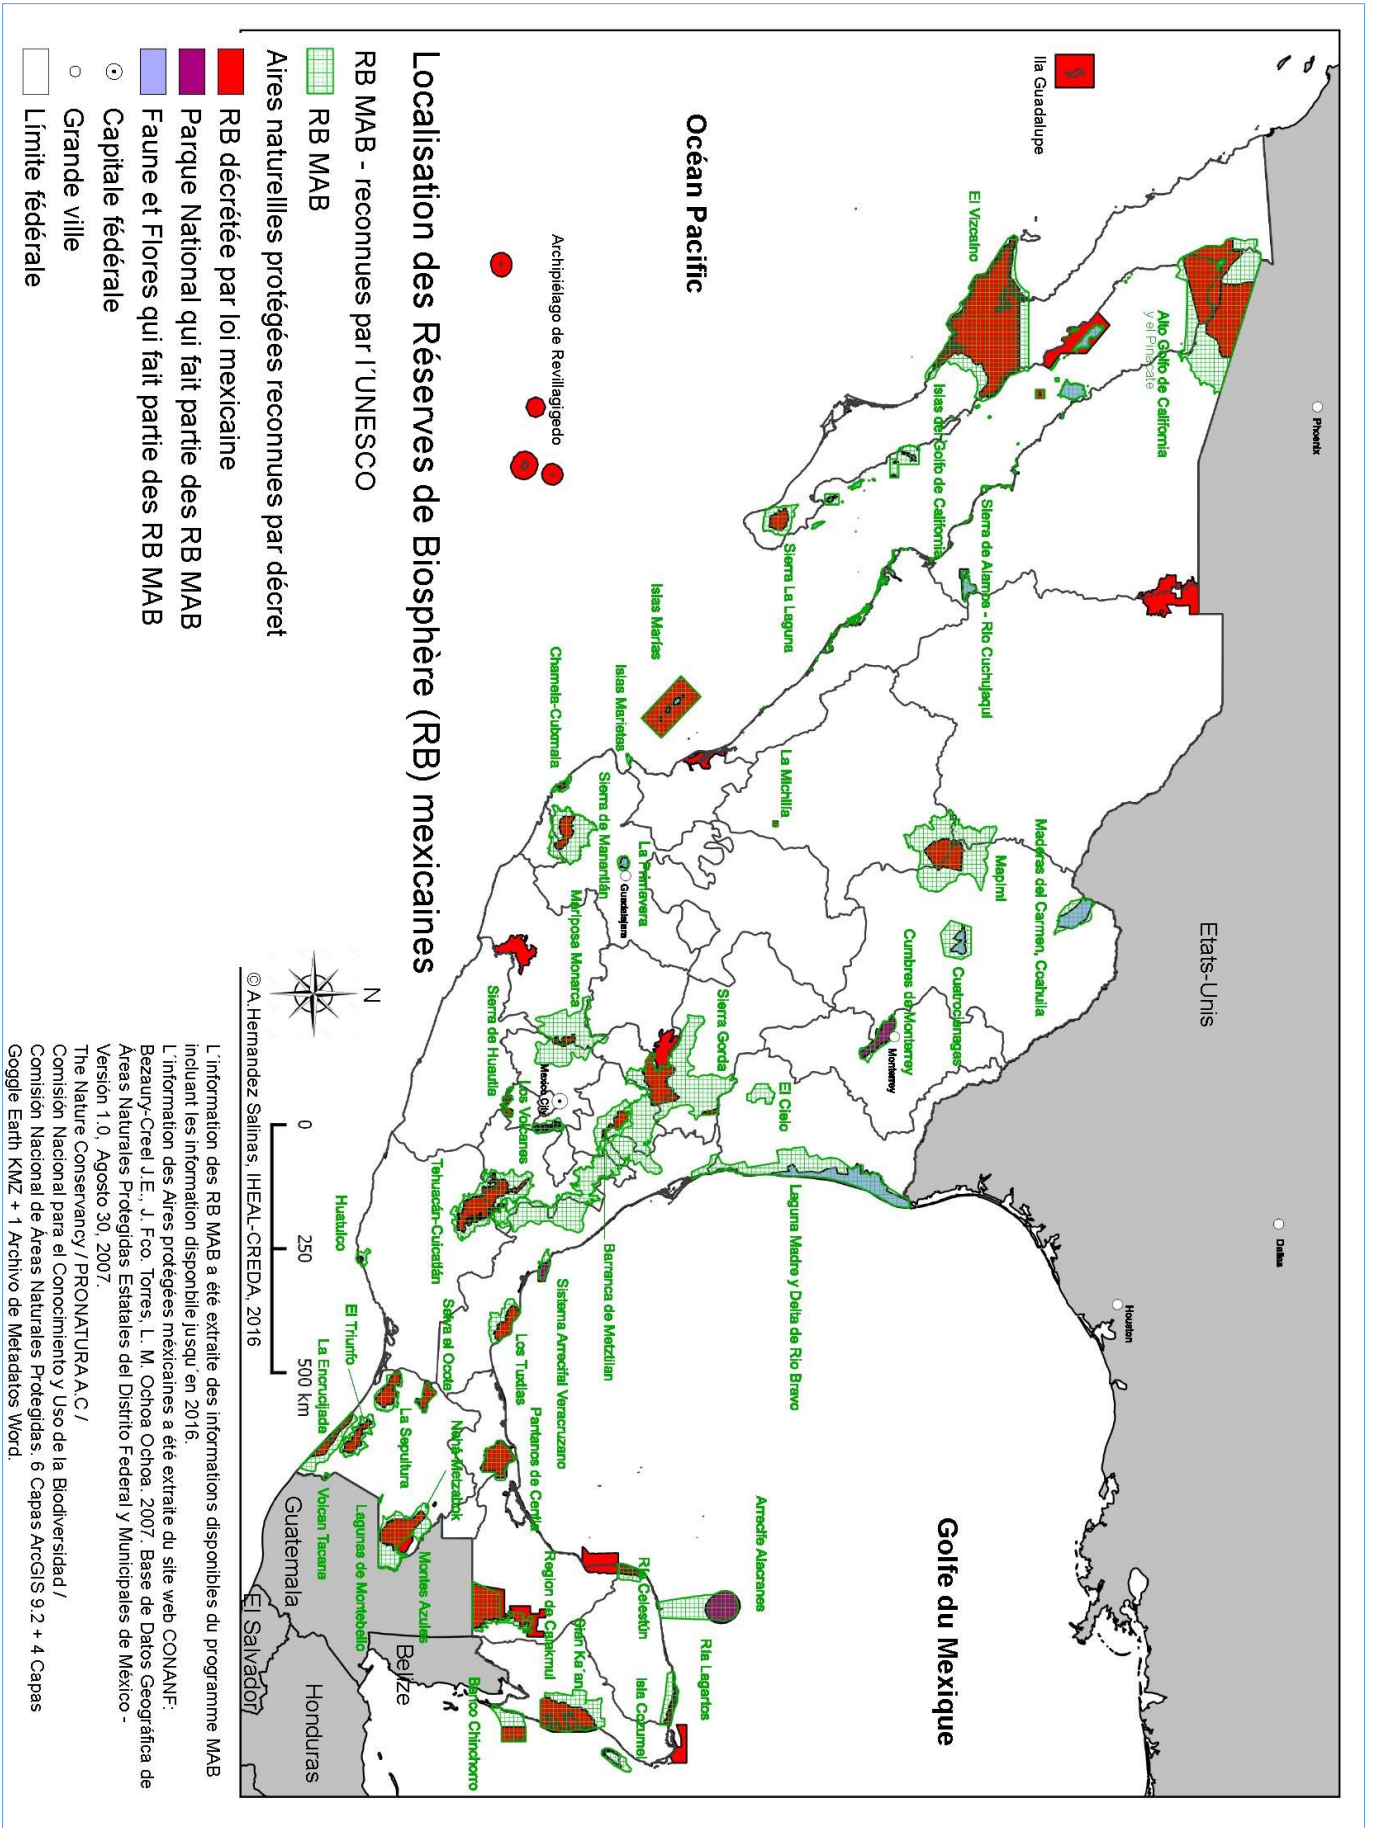 Etats-Unis
Phoenix
Dallas
Houston
Ila Guadalupe
Océan Pacific
Golfe du Mexique
El Vizcaíno
Alto Golfo de California
y el Pinacate
Islas del Golfo de California
Sierra de Alamos - Río Cuchujaqui
Sierra La Laguna
Archipiélago de Revillagigedo
Islas Marías
Islas Marietas
Chamela-Cuixmala
La Michilía
Mapimí
Maderas del Carmen, Coahuila
Cuatrociénegas
Cumbres de Monterrey
Monterrey
Sierra de Manantlán
La Primavera
Guadalajara
Mariposa Monarca
Sierra Gorda
El Cielo
Sierra de Huautla
Los Volcanes
Mexico City
Laguna Madre y Delta de Rio Bravo
Barranca de Metztitlan
Tehuacán-Cuicatlán
Huatulco
Sistema Arrecifal Veracruzano
Los Tuxtlas
Pantanos de Centla
Selva el Ocote
El Triunfo
La Encrucijada
La Sepultura
Nahá-Metzabok
Volcan Tacana
Lagunas de Montebello
Montes Azules
Region de Calakmul
Sian Ka´an
Banco Chinchorro
Ría Celestún
Isla Cozumel
Ría Lagartos
Arrecife Alacranes
Guatemala
El Salvador
Honduras
Belize
Localisation des Réserves de Biosphère (RB) mexicaines
RB MAB - reconnues par l´UNESCO
RB MAB
Aires naturellles protégées reconnues par décret
RB décrétée par loi mexicaine
Parque National qui fait partie des RB MAB
Faune et Flores qui fait partie des RB MAB
Capitale fédérale
Grande ville
Límite fédérale
N
0 250 500 km
© A.Hernandez Salinas, IHEAL-CREDA, 2016
L´information des RB MAB a été extraite des informations disponibles du programme MAB
incluant les information disponbile jusqu´en 2016.
L´information des Aires protégées méxicaines a été extraite du site web CONANF:
Bezaury-Creel J.E., J. Fco. Torres, L. M. Ochoa Ochoa. 2007. Base de Datos Geográfica de
Áreas Naturales Protegidas Estatales del Distrito Federal y Municipales de México -
Versión 1.0, Agosto 30, 2007.
The Nature Conservancy / PRONATURA A.C /
Comisión Nacional para el Conocimiento y Uso de la Biodiversidad /
Comisión Nacional de Áreas Naturales Protegidas. 6 Capas ArcGIS 9.2 + 4 Capas
Goggle Earth KMZ + 1 Archivo de Metadatos Word.